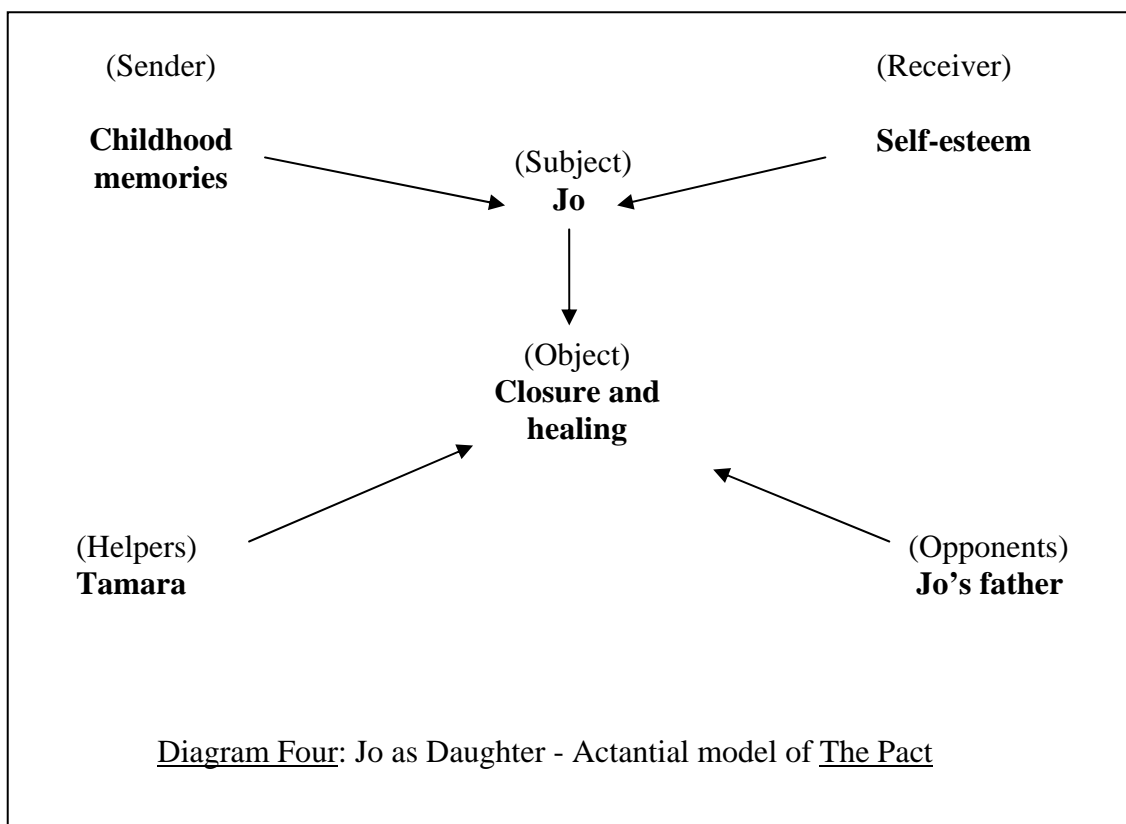 (Sender)
(Receiver)
Childhood
memories
Self-esteem
(Subject)
Jo
(Object)
Closure and
healing
(Helpers)
Tamara
(Opponents)
Jo’s father
Diagram Four: Jo as Daughter - Actantial model of The Pact